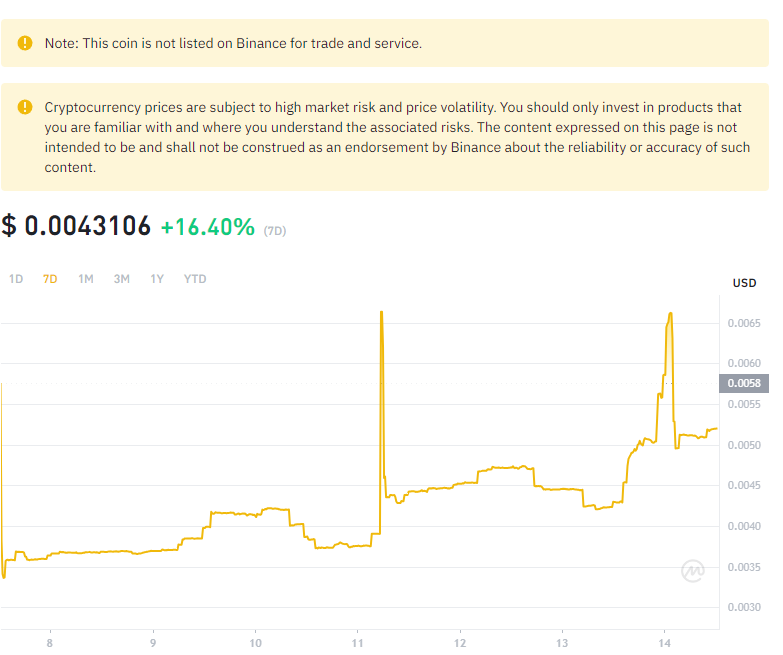 Note: This coin is not listed on Binance for trade and service.
Cryptocurrency prices are subject to high market risk and price volatility. You should only invest in products that
you are familiar with and where you understand the associated risks. The content expressed on this page is not
intended to be and shall not be construed as an endorsement by Binance about the reliability or accuracy of such
content.
$ 0.0043106 +16.40% (7D)
1D 7D 1M 3M 1Y YTD
USD
0.0065
0.0060
0.0058
0.0055
0.0050
0.0045
0.0040
0.0035
0.0030
8 9 10 11 12 13 14